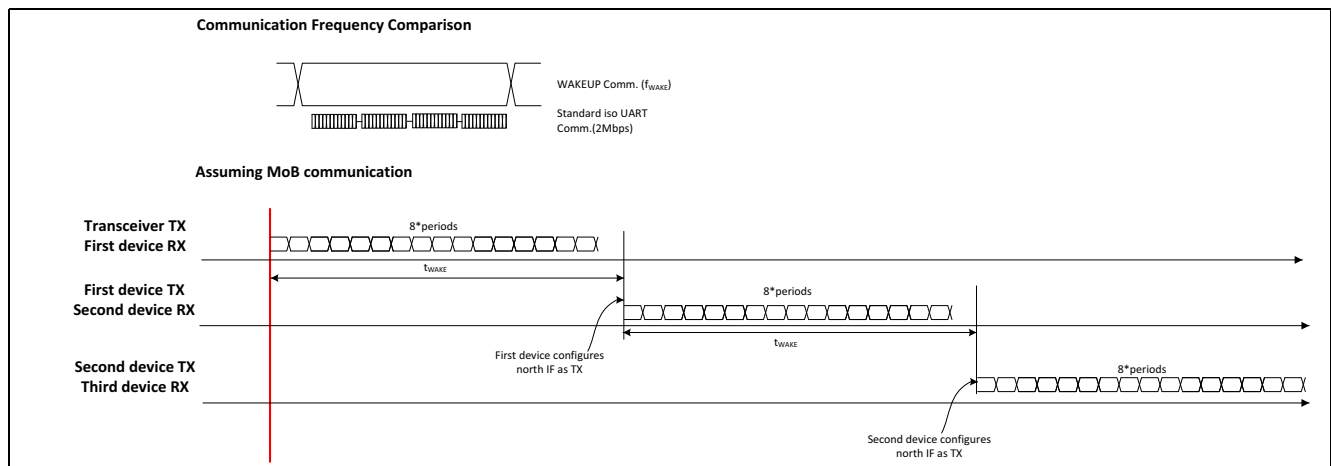 Communication Frequency Comparison
WAKEUP Comm. (fWAKE)
Standard iso UART
Comm.(2Mbps)
Assuming MoB communication
Transceiver TX
First device RX
8*periods
tWAKE
First device TX
Second device RX
8*periods
tWAKE
First device configures
north IF as TX
Second device TX
Third device RX
8*periods
Second device configures
north IF as TX